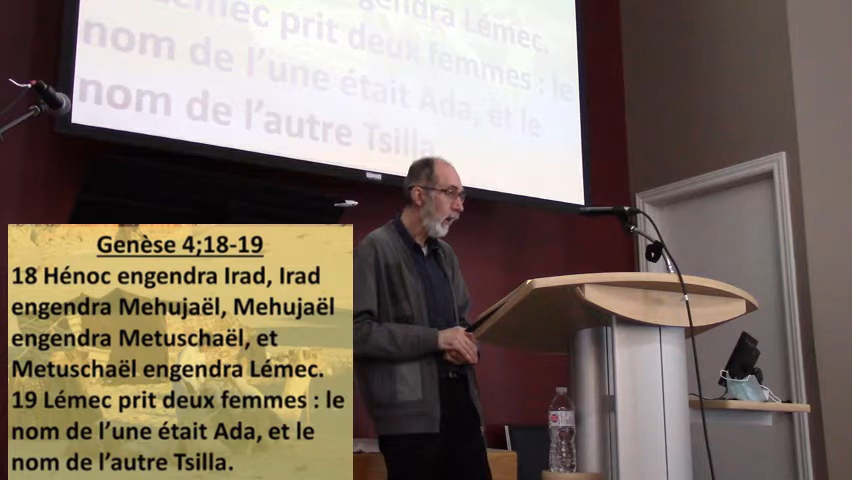 engendra Lémec.
Lémec prit deux femmes : le
nom de l’une était Ada, et le
nom de l’autre Tsilla.
Genèse 4;18-19
18 Hénoc engendra Irad, Irad
engendra Mehujaël, Mehujaël
engendra Metuschaël, et
Metuschaël engendra Lémec.
19 Lémec prit deux femmes : le
nom de l’une était Ada, et le
nom de l’autre Tsilla.